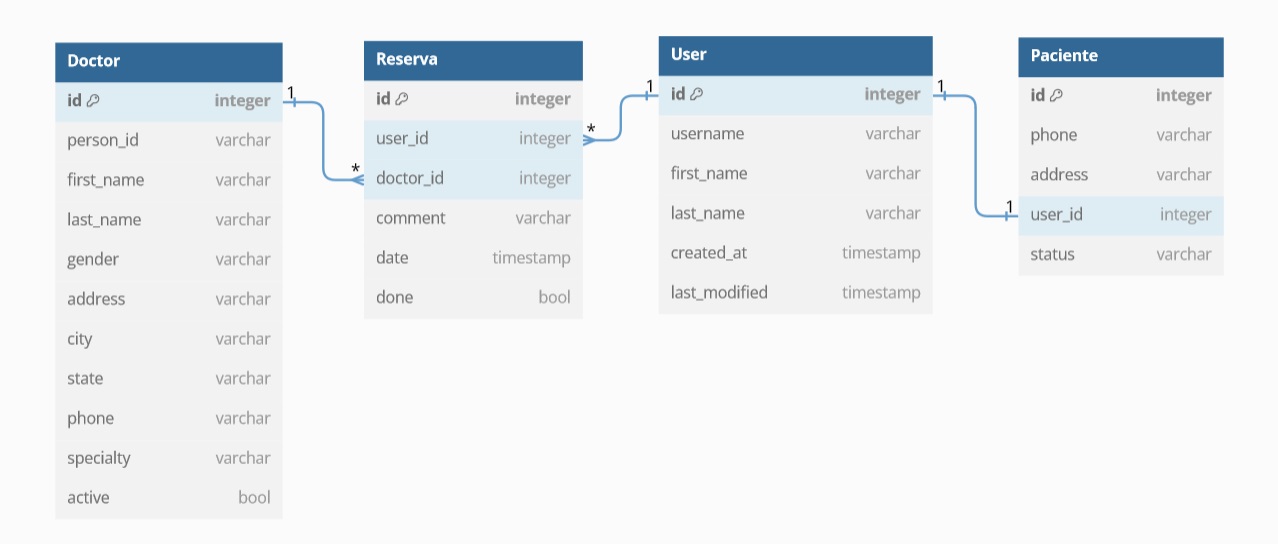 Doctor
id integer
person_id varchar
first_name varchar
last_name varchar
gender varchar
address varchar
city varchar
state varchar
phone varchar
specialty varchar
active bool
1
*
Reserva
id integer
user_id integer
doctor_id integer
comment varchar
date timestamp
done bool
*
1
User
id integer
username varchar
first_name varchar
last_name varchar
created_at timestamp
last_modified timestamp
1
1
Paciente
id integer
phone varchar
address varchar
user_id integer
status varchar